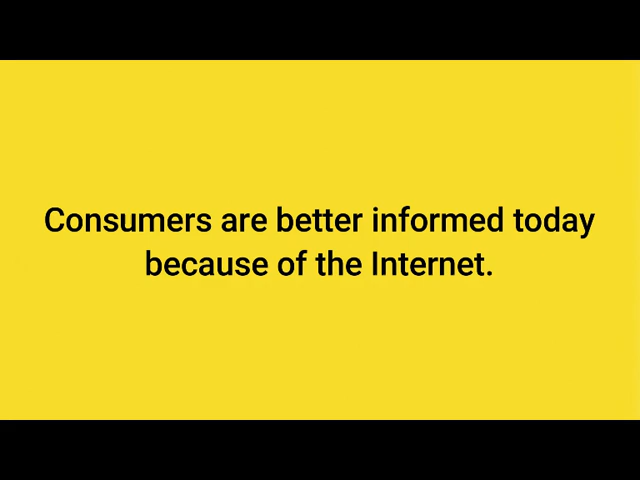 Consumers are better informed today
because of the Internet.